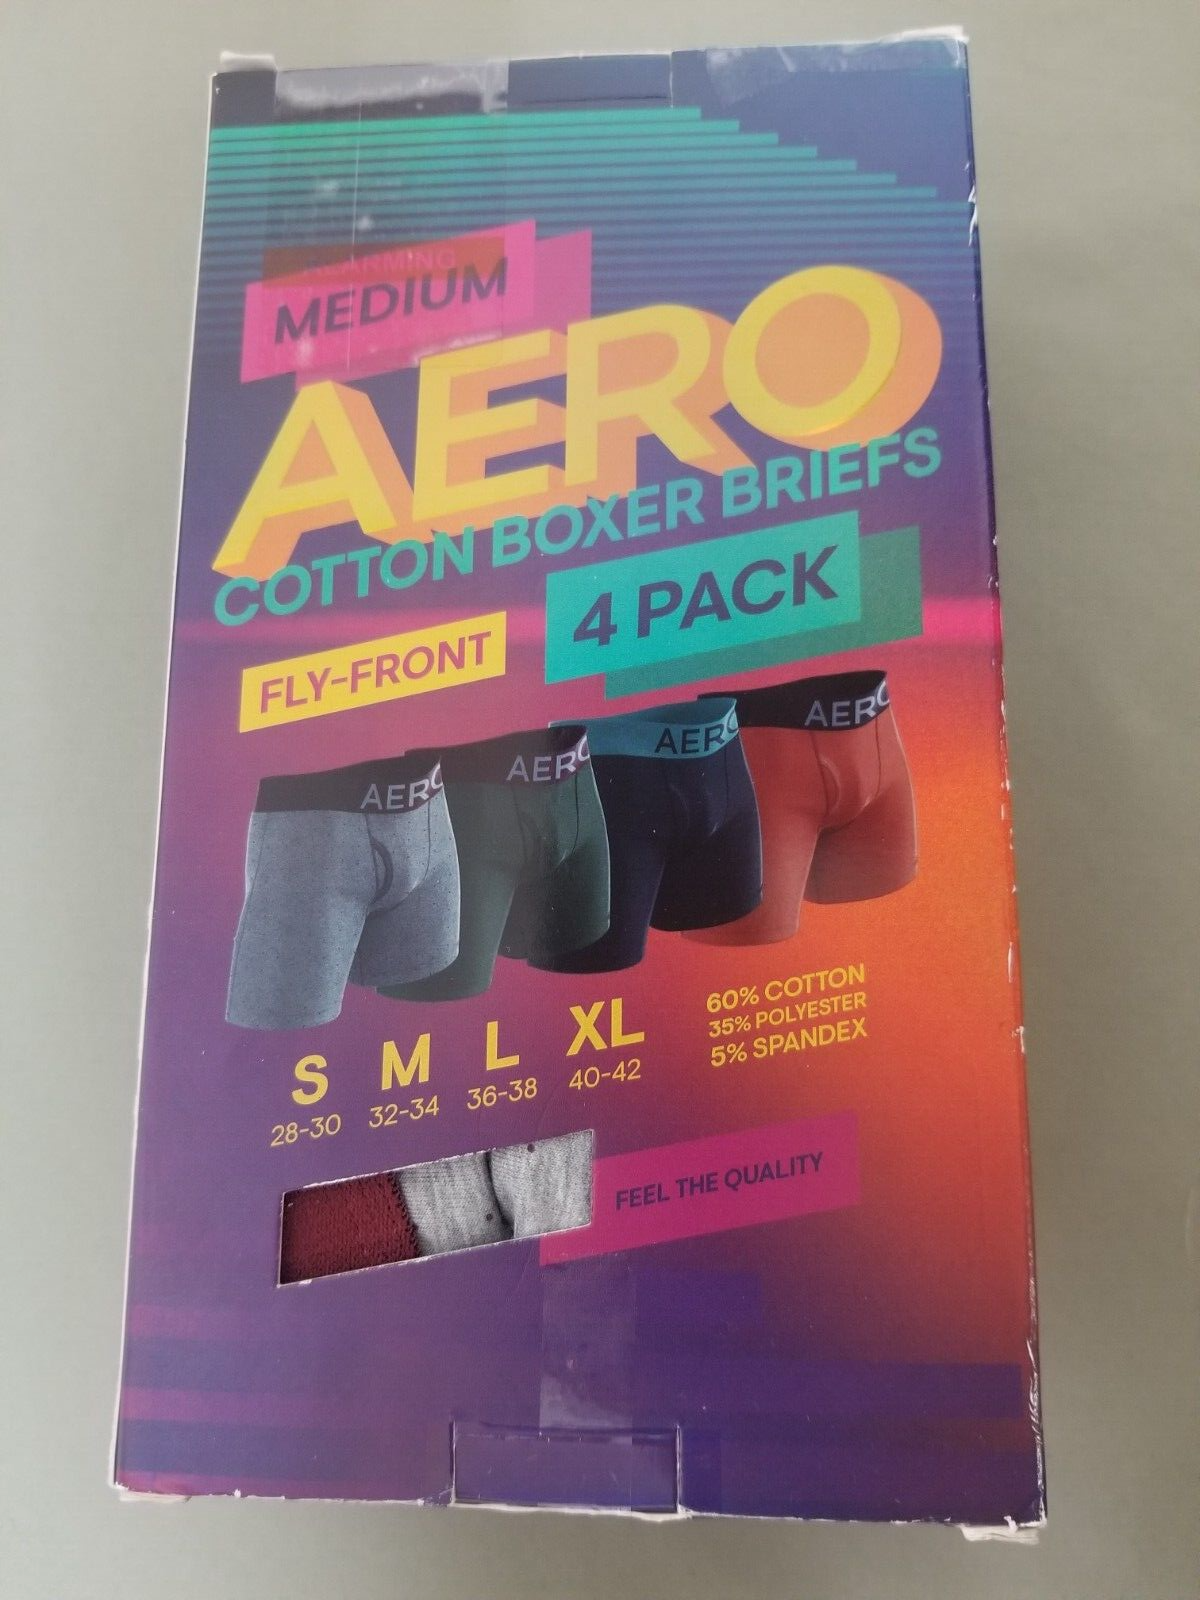 ALARMING
MEDIUM
AERO
COTTON BOXER BRIEFS
4 PACK
FLY-FRONT
AERO
AERO
AERO
AERO
S M L XL
28-30 32-34 36-38 40-42
60% COTTON
35% POLYESTER
5% SPANDEX
FEEL THE QUALITY